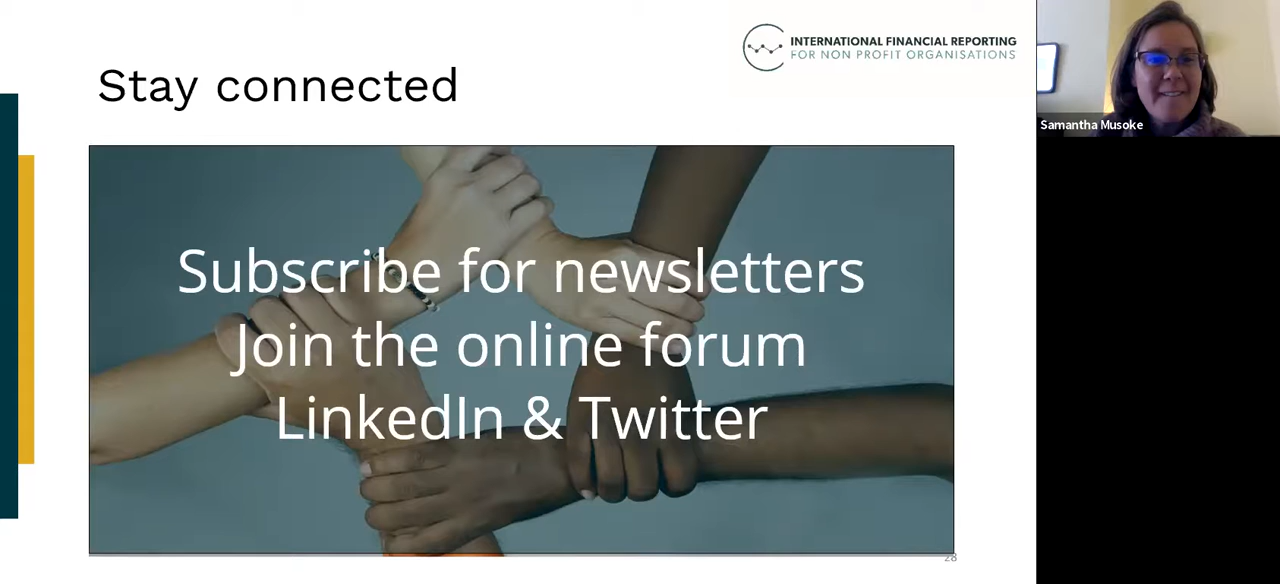 INTERNATIONAL FINANCIAL REPORTING
FOR NON PROFIT ORGANISATIONS
Stay connected
Samantha Musoke
Subscribe for newsletters
Join the online forum
LinkedIn & Twitter
28